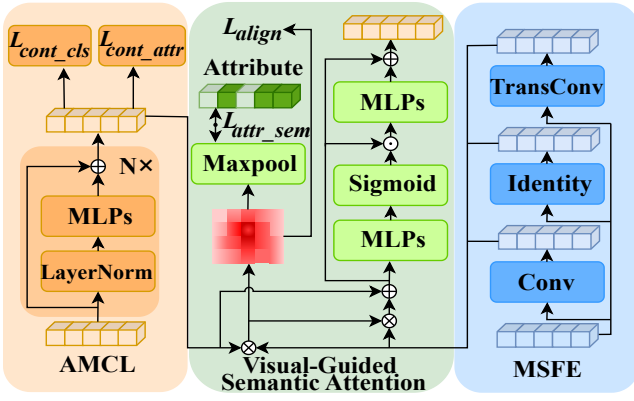 L_cont_cls
L_cont_attr
N×
MLPs
LayerNorm
AMCL
L_align
Attribute
L_attr_sem
Maxpool
MLPs
Sigmoid
MLPs
Visual-Guided
Semantic Attention
TransConv
Identity
Conv
MSFE